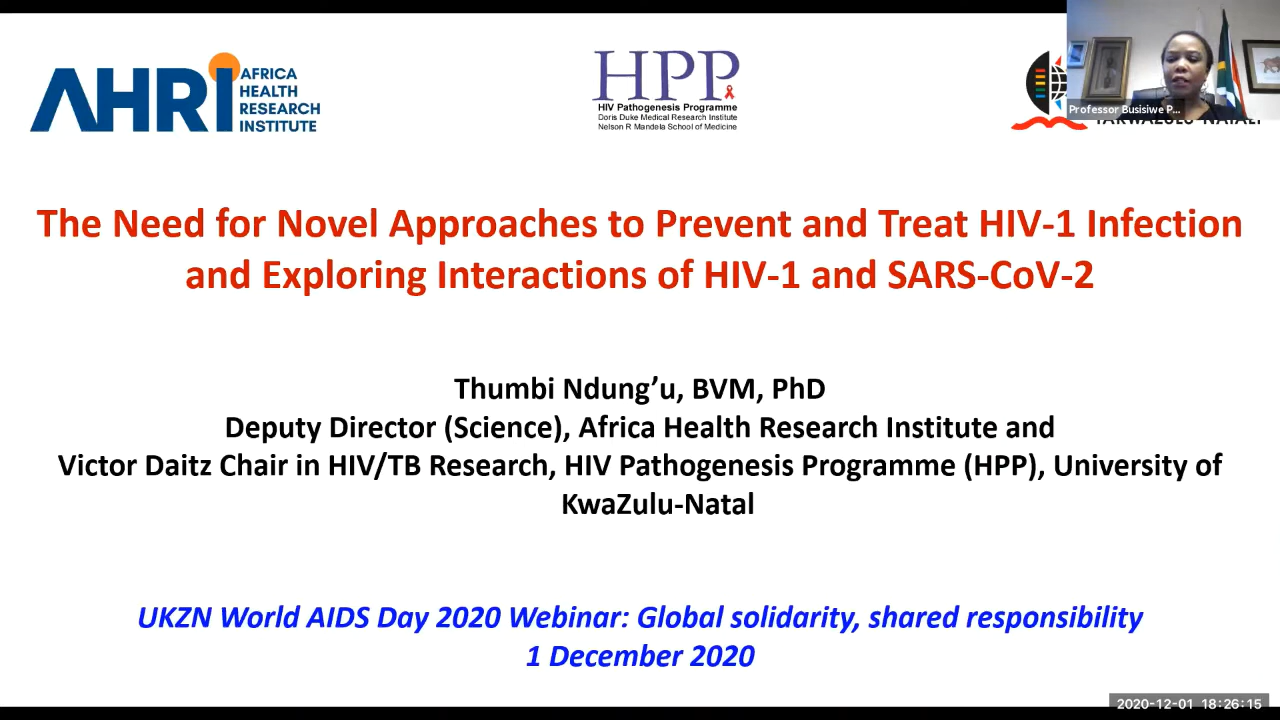 AHRI AFRICA
HEALTH
RESEARCH
INSTITUTE
HPP
HIV Pathogenesis Programme
Doris Duke Medical Research Institute
Nelson R Mandela School of Medicine
Professor Busisiwe P...
The Need for Novel Approaches to Prevent and Treat HIV-1 Infection
and Exploring Interactions of HIV-1 and SARS-CoV-2
Thumbi Ndung’u, BVM, PhD
Deputy Director (Science), Africa Health Research Institute and
Victor Daitz Chair in HIV/TB Research, HIV Pathogenesis Programme (HPP), University of
KwaZulu-Natal
UKZN World AIDS Day 2020 Webinar: Global solidarity, shared responsibility
1 December 2020
2020-12-01 18:26:15